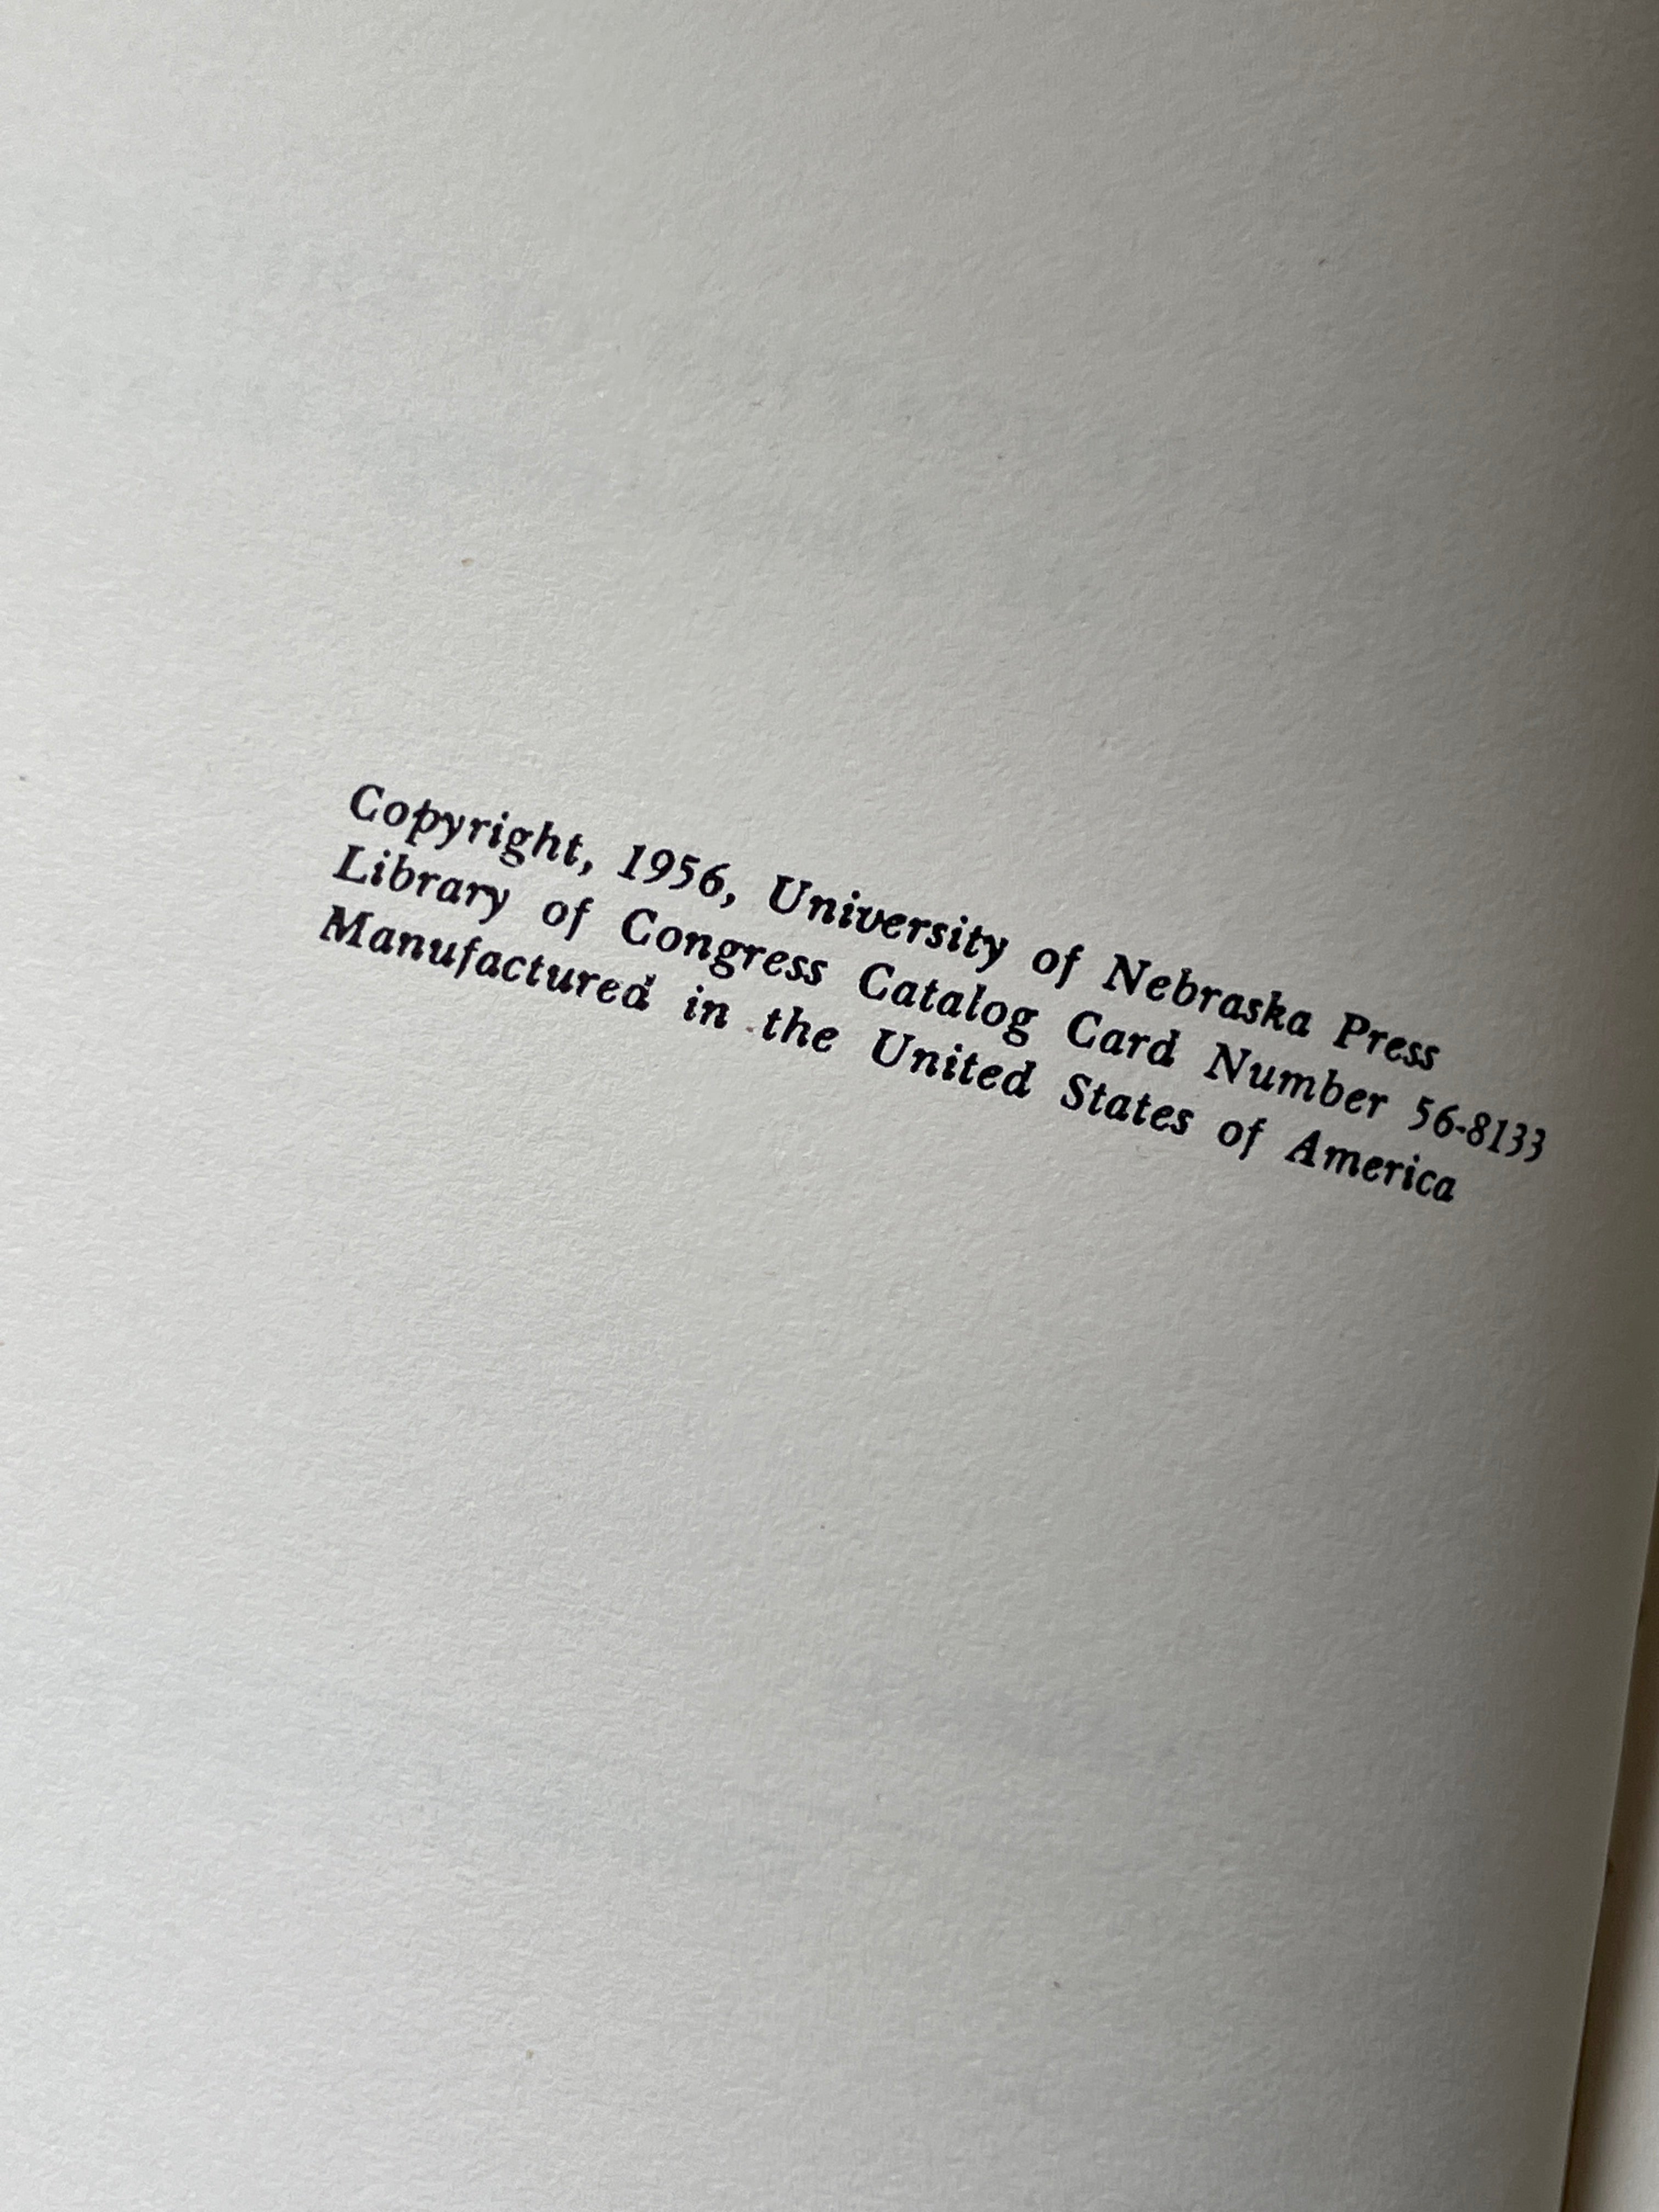 Copyright, 1956, University of Nebraska Press
Library of Congress Catalog Card Number 56-8133
Manufactured in the United States of America